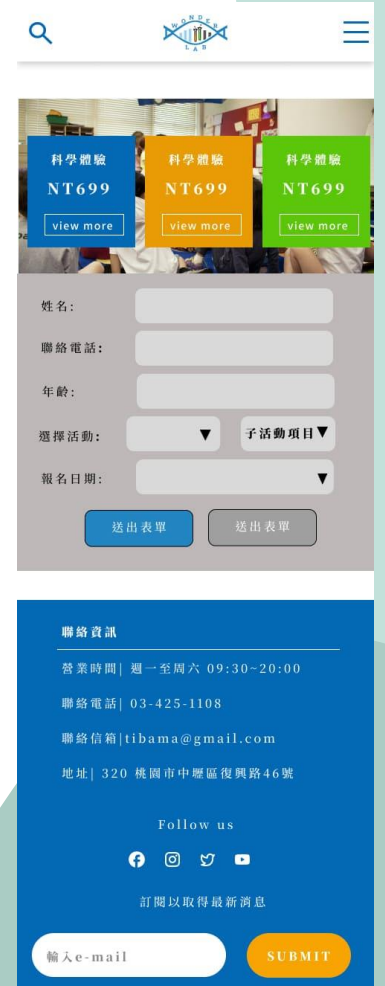 WONDER
LAB
科學體驗 科學體驗 科學體驗
NT699 NT699 NT699
view more view more view more
姓名:
聯絡電話:
年齡:
選擇活動: ▼ 子活動項目▼
報名日期: ▼
送出表單 送出表單
聯絡資訊
營業時間| 週一至周六 09:30~20:00
聯絡電話| 03-425-1108
聯絡信箱|tibama@gmail.com
地址| 320 桃園市中壢區復興路46號
Follow us
訂閱以取得最新消息
輸入e-mail SUBMIT